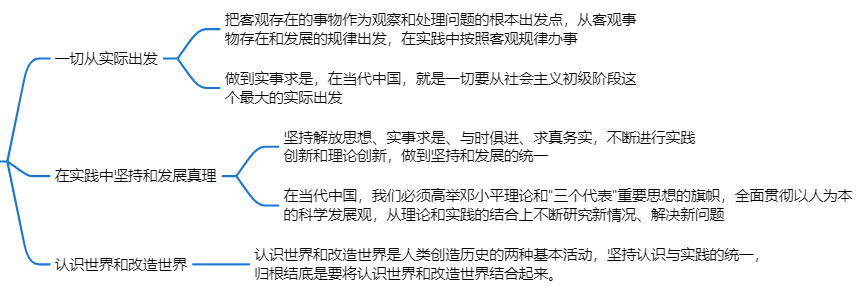 把客观存在的事物作为观察和处理问题的根本出发点，从客观事
物存在和发展的规律出发，在实践中按照客观规律办事
一切从实际出发
做到实事求是，在当代中国，就是一切要从社会主义初级阶段这
个最大的实际出发
坚持解放思想、实事求是、与时俱进、求真务实，不断进行实践
创新和理论创新，做到坚持和发展的统一
在实践中坚持和发展真理
在当代中国，我们必须高举邓小平理论和"三个代表"重要思想的旗帜，全面贯彻以人为本
的科学发展观，从理论和实践的结合上不断研究新情况、解决新问题
认识世界和改造世界
认识世界和改造世界是人类创造历史的两种基本活动，坚持认识与实践的统一，
归根结底是要将认识世界和改造世界结合起来。